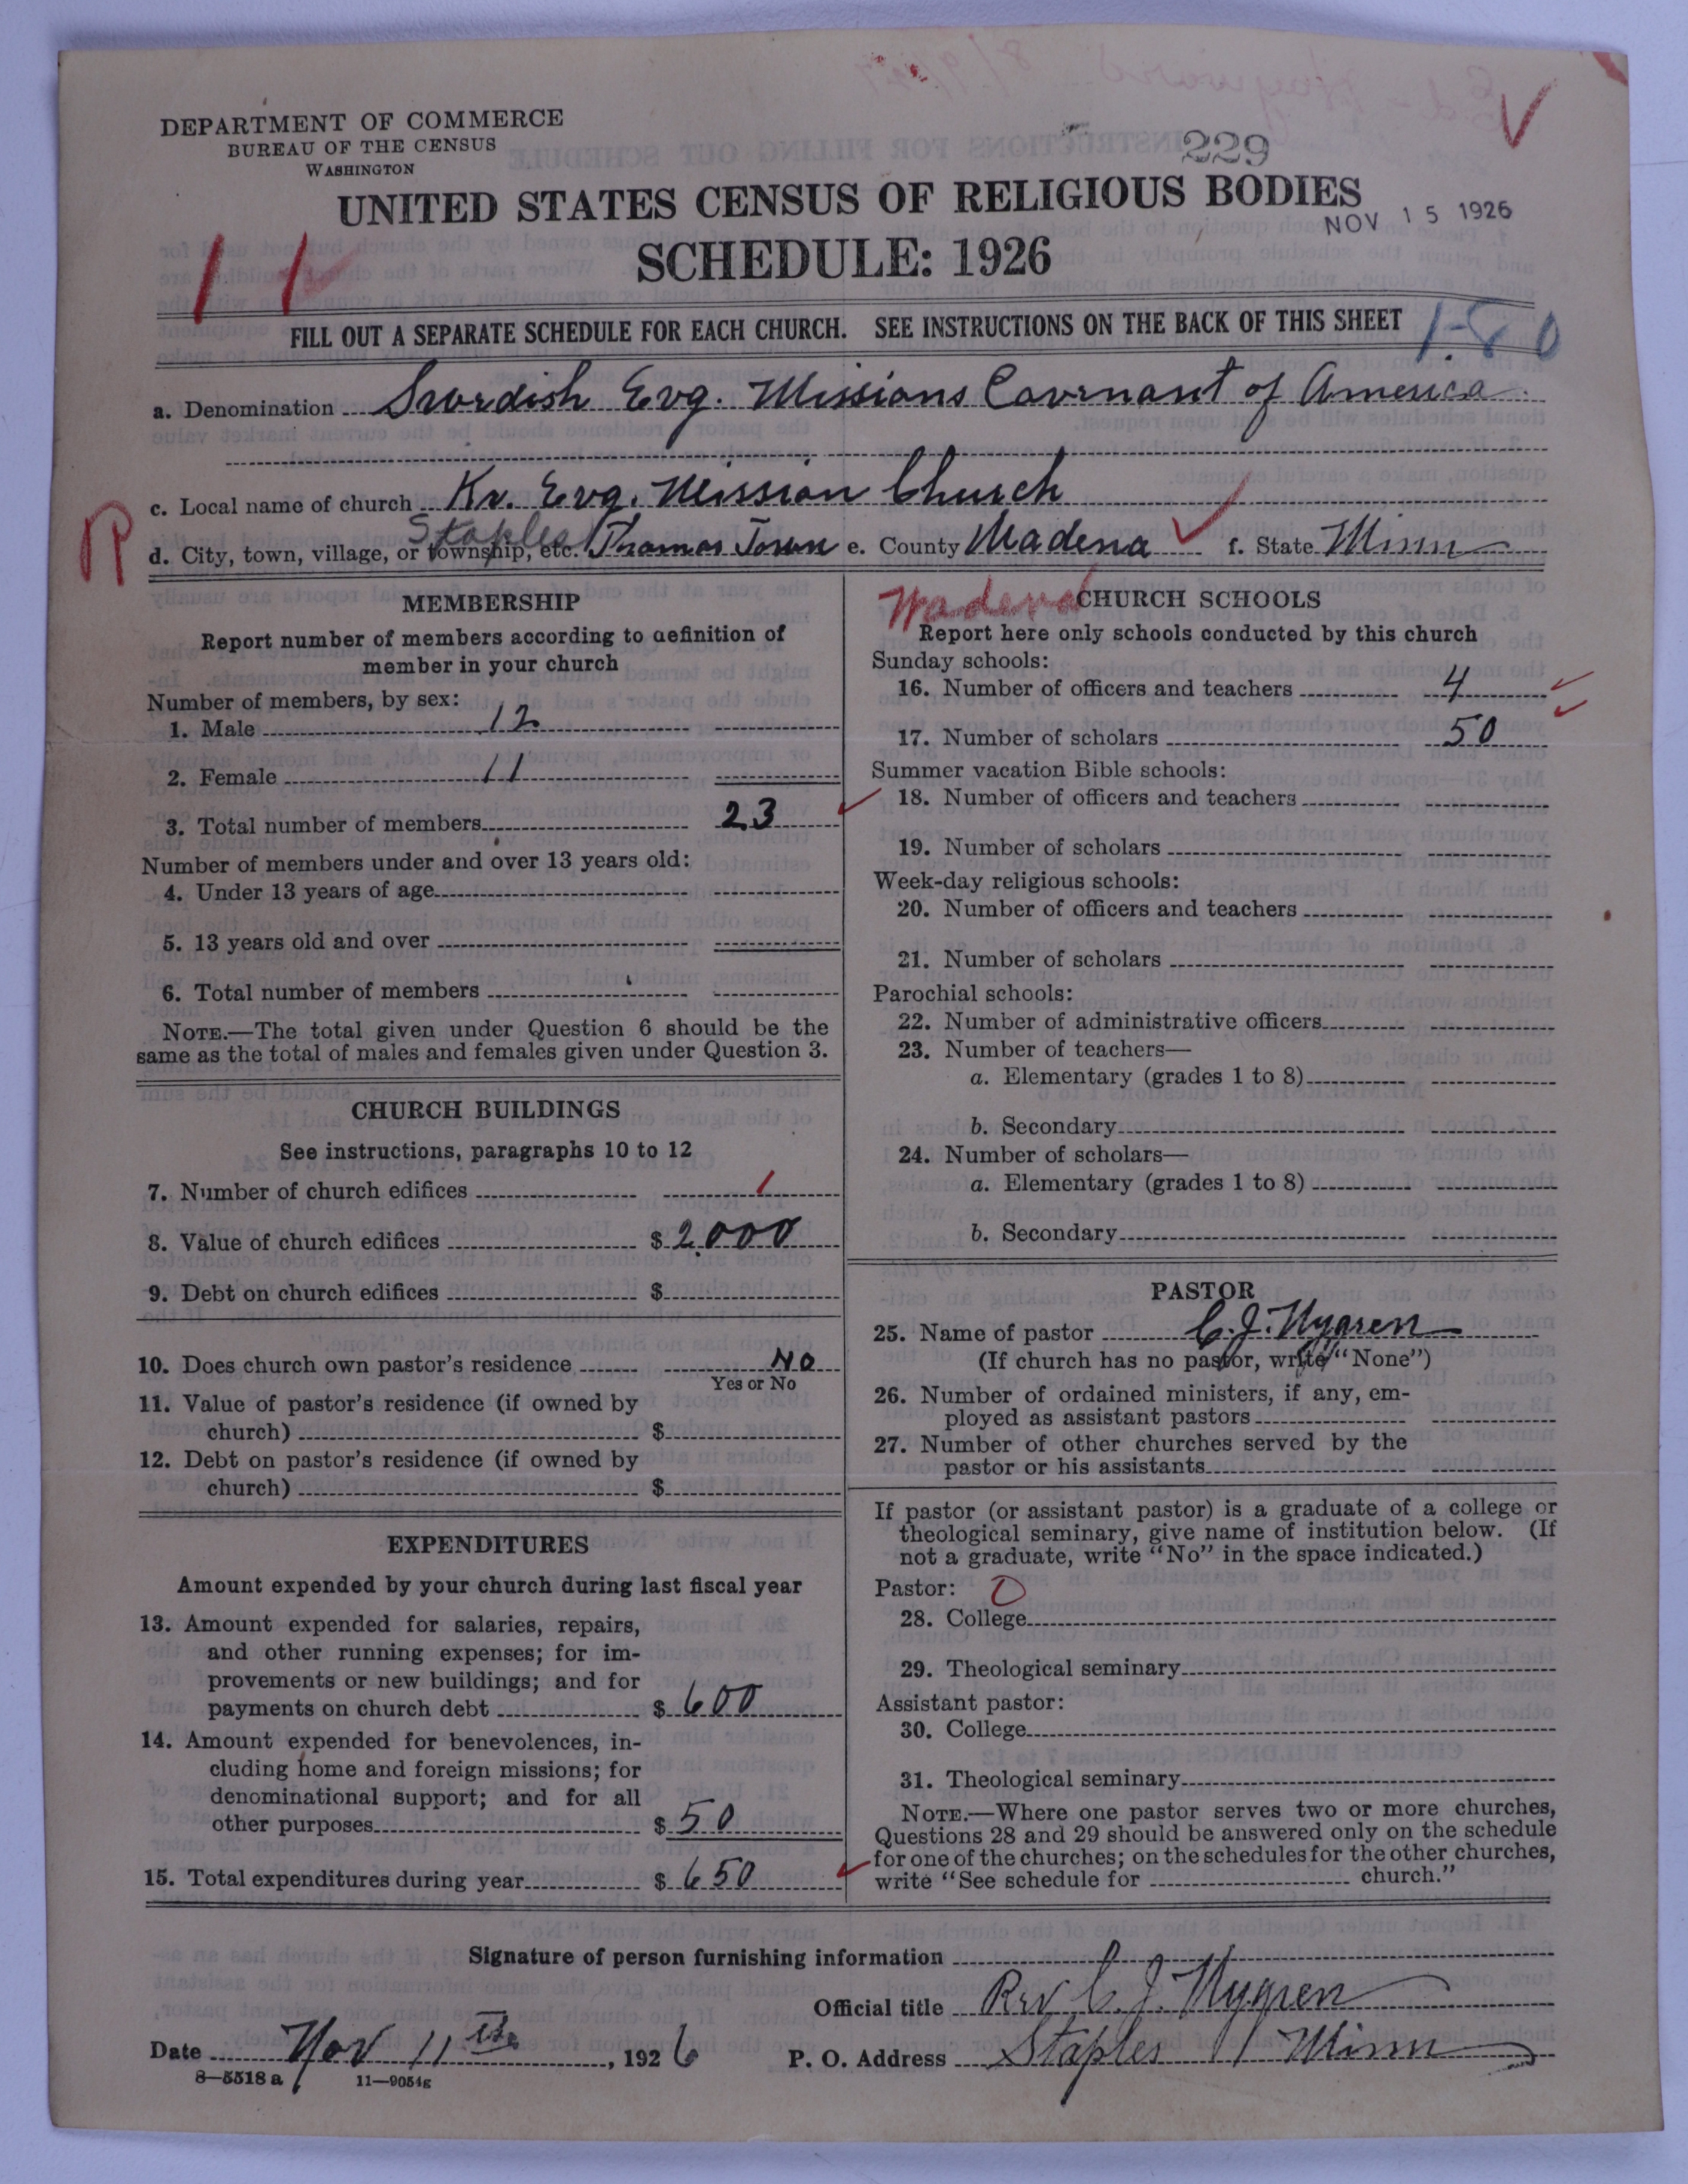 DEPARTMENT OF COMMERCE
BUREAU OF THE CENSUS
WASHINGTON
229
UNITED STATES CENSUS OF RELIGIOUS BODIES
NOV 15 1926
SCHEDULE: 1926
FILL OUT A SEPARATE SCHEDULE FOR EACH CHURCH. SEE INSTRUCTIONS ON THE BACK OF THIS SHEET
1-80
a. Denomination Swedish Evg. Missions Covenant of America
c. Local name of church Kr. Evg. Mission Church
R
Staples
d. City, town, village, or township, etc. Thomas Town e. County Wadena f. State Minn
MEMBERSHIP
Report number of members according to definition of
member in your church
Number of members, by sex:
1. Male 12
2. Female 11
3. Total number of members 23
Number of members under and over 13 years old:
4. Under 13 years of age
5. 13 years old and over
6. Total number of members
NOTE.—The total given under Question 6 should be the
same as the total of males and females given under Question 3.
CHURCH BUILDINGS
See instructions, paragraphs 10 to 12
7. Number of church edifices 1
8. Value of church edifices $ 2000
9. Debt on church edifices $
10. Does church own pastor's residence No
Yes or No
11. Value of pastor's residence (if owned by
church) $
12. Debt on pastor's residence (if owned by
church) $
EXPENDITURES
Amount expended by your church during last fiscal year
13. Amount expended for salaries, repairs,
and other running expenses; for im-
provements or new buildings; and for
payments on church debt $ 600
14. Amount expended for benevolences, in-
cluding home and foreign missions; for
denominational support; and for all
other purposes $ 50
15. Total expenditures during year $ 650
Wadena
CHURCH SCHOOLS
Report here only schools conducted by this church
Sunday schools:
16. Number of officers and teachers 4
17. Number of scholars 50
Summer vacation Bible schools:
18. Number of officers and teachers
19. Number of scholars
Week-day religious schools:
20. Number of officers and teachers
21. Number of scholars
Parochial schools:
22. Number of administrative officers
23. Number of teachers—
a. Elementary (grades 1 to 8)
b. Secondary
24. Number of scholars—
a. Elementary (grades 1 to 8)
b. Secondary
PASTOR
25. Name of pastor C. J. Nygren
(If church has no pastor, write "None")
26. Number of ordained ministers, if any, em-
ployed as assistant pastors
27. Number of other churches served by the
pastor or his assistants
If pastor (or assistant pastor) is a graduate of a college or
theological seminary, give name of institution below. (If
not a graduate, write "No" in the space indicated.)
Pastor: 0
28. College
29. Theological seminary
Assistant pastor:
30. College
31. Theological seminary
NOTE.—Where one pastor serves two or more churches,
Questions 28 and 29 should be answered only on the schedule
for one of the churches; on the schedules for the other churches,
write "See schedule for church."
Signature of person furnishing information
Official title Rev C. J. Nygren
Date Nov 11th, 1926 P. O. Address Staples Minn
8—5518 a 11—9054g